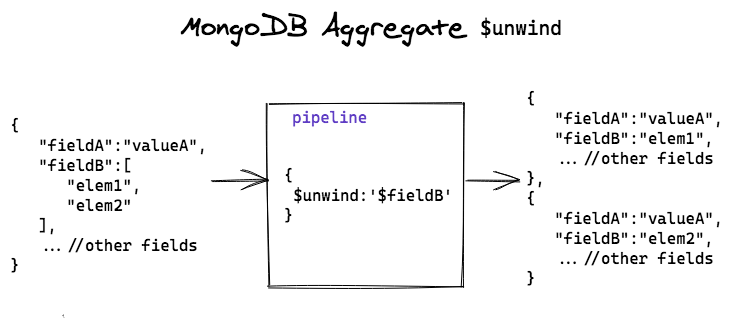 MongoDB Aggregate $unwind
{
"fieldA":"valueA",
"fieldB":[
"elem1",
"elem2"
],
... //other fields
}
pipeline
{
$unwind:'$fieldB'
}
{
"fieldA":"valueA",
"fieldB":"elem1",
... //other fields
},
{
"fieldA":"valueA",
"fieldB":"elem2",
... //other fields
}